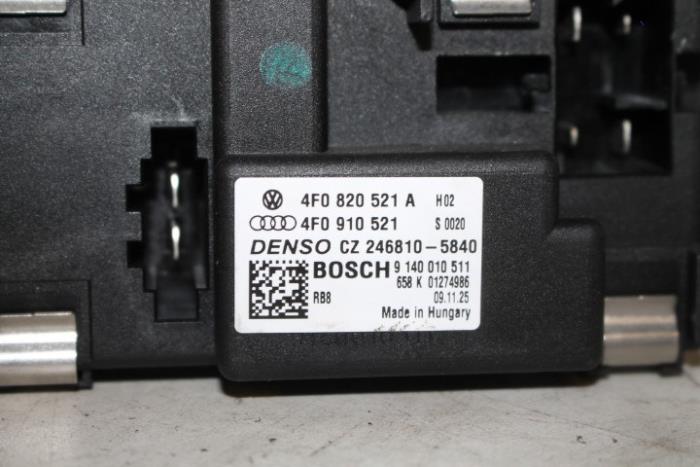 4F0 820 521 A H02
4F0 910 521 S 0020
DENSO CZ 246810-5840
BOSCH 9 140 010 511
658 K 01274986
RB8 09.11.25
Made in Hungary